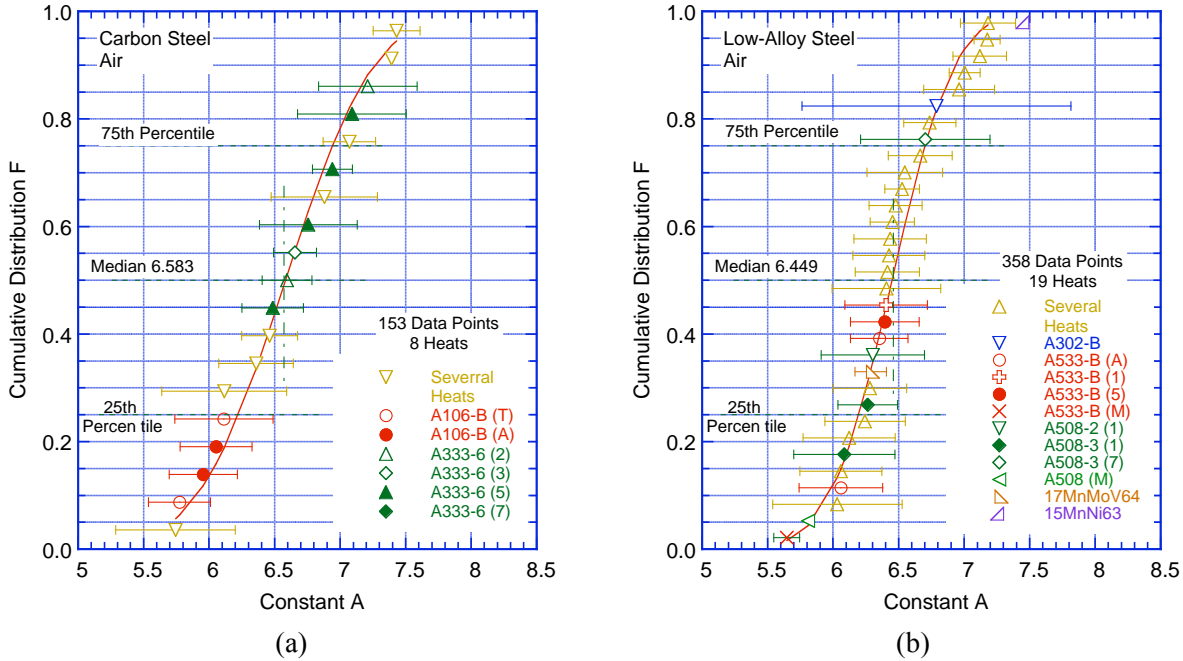 1.0
0.8
0.6
0.4
0.2
0.0
Cumulative Distribution F
Carbon Steel
Air
75th Percentile
Median 6.583
25th
Percen tile
153 Data Points
8 Heats
Severral
Heats
A106-B (T)
A106-B (A)
A333-6 (2)
A333-6 (3)
A333-6 (5)
A333-6 (7)
5 5.5 6 6.5 7 7.5 8 8.5
Constant A
(a)
1.0
0.8
0.6
0.4
0.2
0.0
Cumulative Distribution F
Low-Alloy Steel
Air
75th Percentile
Median 6.449
25th
Percen tile
358 Data Points
19 Heats
Several
Heats
A302-B
A533-B (A)
A533-B (1)
A533-B (5)
A533-B (M)
A508-2 (1)
A508-3 (1)
A508-3 (7)
A508 (M)
17MnMoV64
15MnNi63
5 5.5 6 6.5 7 7.5 8 8.5
Constant A
(b)